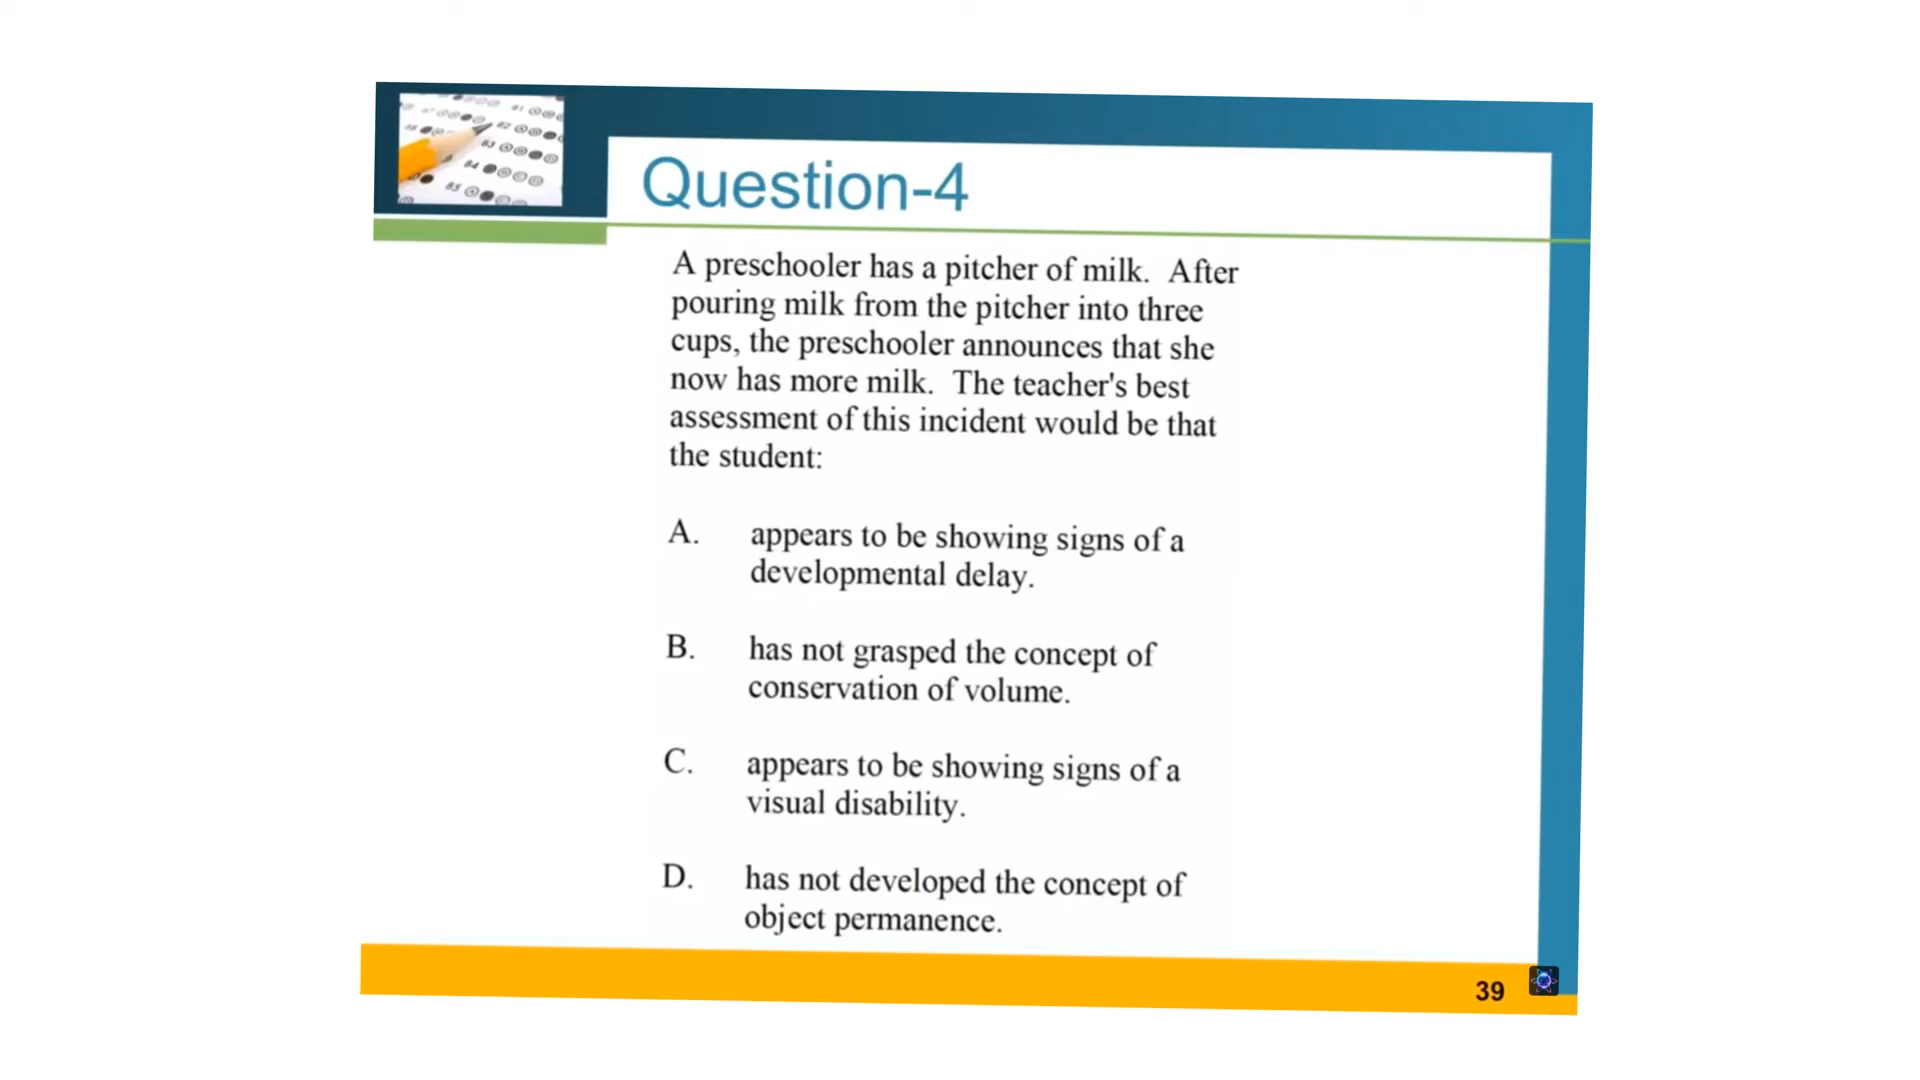 Question-4
A preschooler has a pitcher of milk. After
pouring milk from the pitcher into three
cups, the preschooler announces that she
now has more milk. The teacher's best
assessment of this incident would be that
the student:
A. appears to be showing signs of a
developmental delay.
B. has not grasped the concept of
conservation of volume.
C. appears to be showing signs of a
visual disability.
D. has not developed the concept of
object permanence.
39